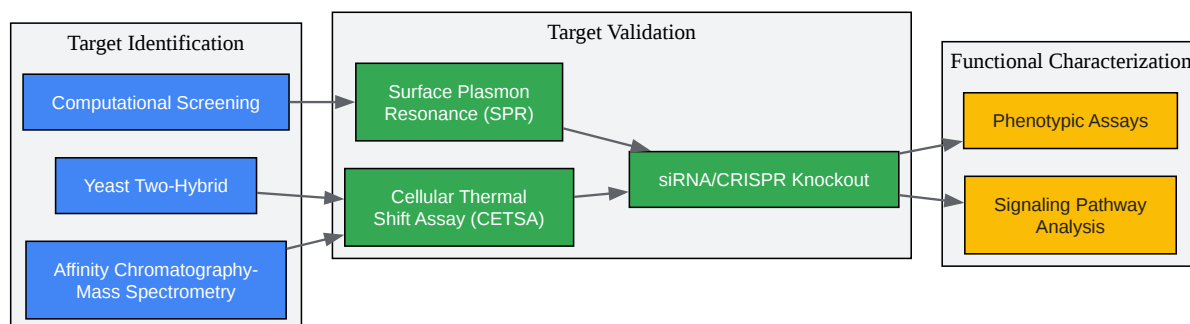 Target Identification
Computational Screening
Yeast Two-Hybrid
Affinity Chromatography-
Mass Spectrometry
Target Validation
Surface Plasmon
Resonance (SPR)
Cellular Thermal
Shift Assay (CETSA)
siRNA/CRISPR Knockout
Functional Characterization
Phenotypic Assays
Signaling Pathway
Analysis